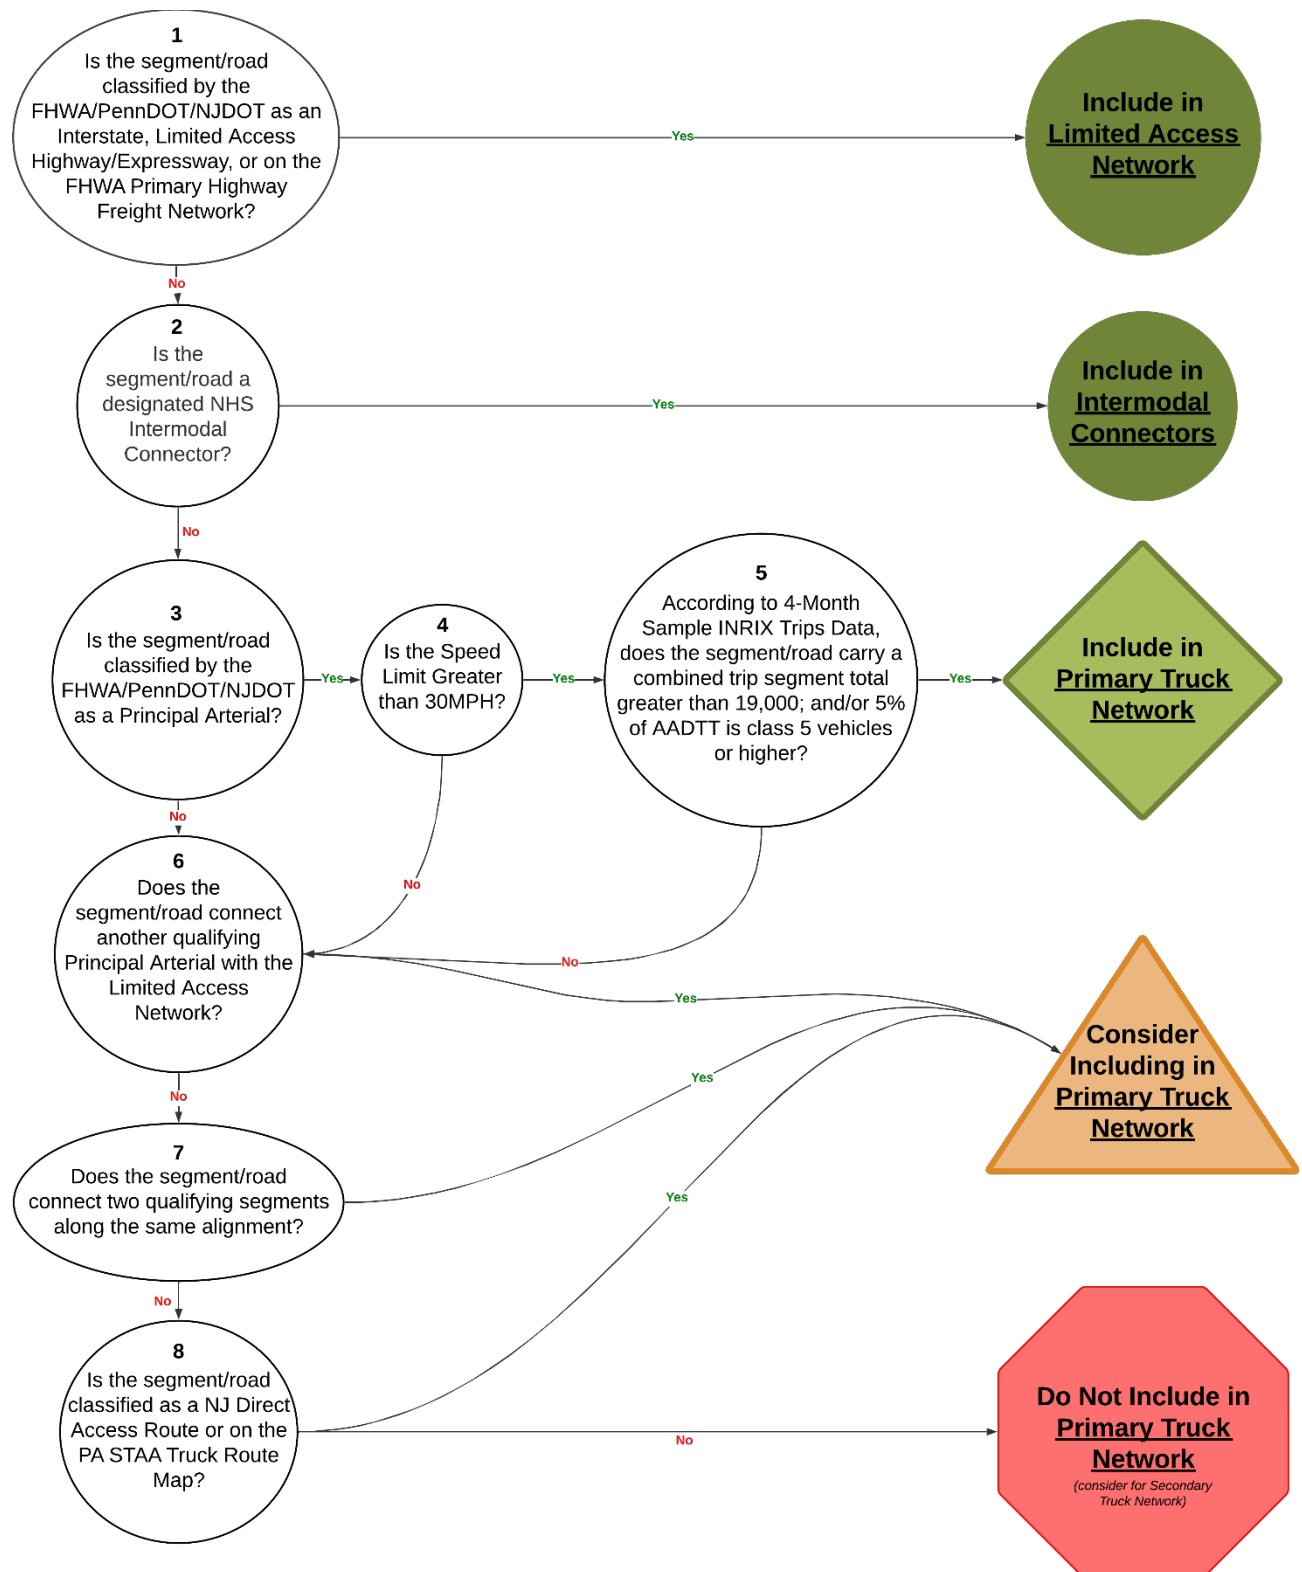 1
Is the segment/road
classified by the
FHWA/PennDOT/NJDOT as an
Interstate, Limited Access
Highway/Expressway, or on the
FHWA Primary Highway
Freight Network?
Yes
Include in
Limited Access
Network
No
2
Is the
segment/road a
designated NHS
Intermodal
Connector?
Yes
Include in
Intermodal
Connectors
No
3
Is the segment/road
classified by the
FHWA/PennDOT/NJDOT
as a Principal Arterial?
Yes
4
Is the Speed
Limit Greater
than 30MPH?
Yes
5
According to 4-Month
Sample INRIX Trips Data,
does the segment/road carry a
combined trip segment total
greater than 19,000; and/or 5%
of AADTT is class 5 vehicles
or higher?
Yes
Include in
Primary Truck
Network
No
No
No
6
Does the
segment/road connect
another qualifying
Principal Arterial with the
Limited Access
Network?
Yes
Consider
Including in
Primary Truck
Network
No
7
Does the segment/road
connect two qualifying segments
along the same alignment?
Yes
No
8
Is the segment/road
classified as a NJ Direct
Access Route or on the
PA STAA Truck Route
Map?
Yes
No
Do Not Include in
Primary Truck
Network
(consider for Secondary
Truck Network)